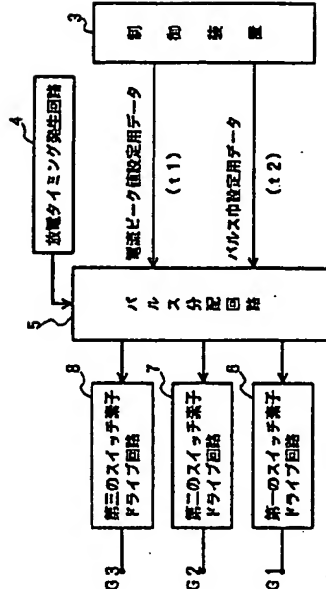 3
制御装置
4
放電タイミング発生回路
電流ピーク値設定用データ
(t1)
パルス巾設定用データ
(t2)
5
パルス分配回路
8
第三のスイッチ素子
ドライブ回路
7
第二のスイッチ素子
ドライブ回路
6
第一のスイッチ素子
ドライブ回路
G3
G2
G1